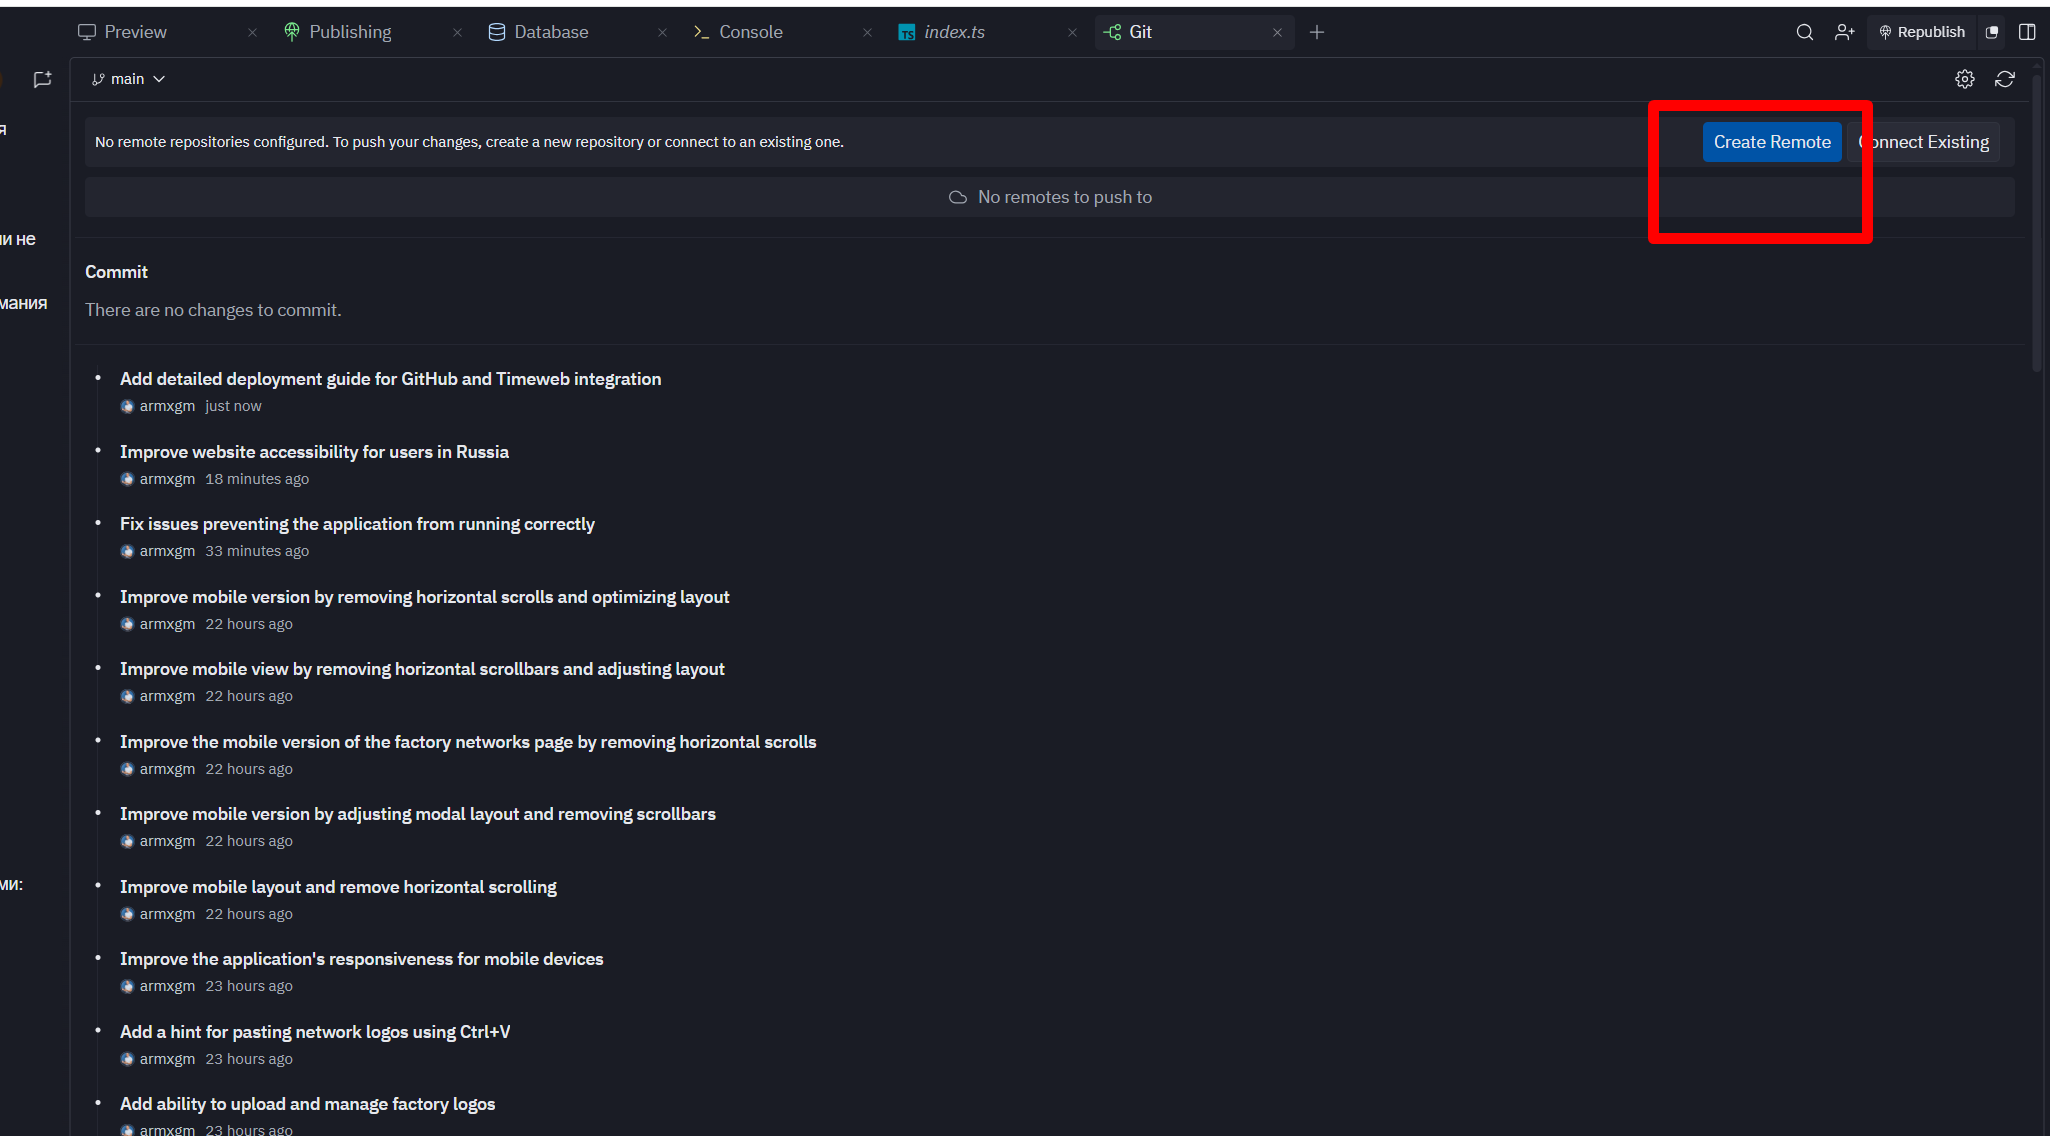 Preview
Publishing
Database
Console
TS index.ts
Git
Republish
main
я
No remote repositories configured. To push your changes, create a new repository or connect to an existing one.
Create Remote
onnect Existing
No remotes to push to
и не
Commit
мания
There are no changes to commit.
Add detailed deployment guide for GitHub and Timeweb integration
armxgm just now
Improve website accessibility for users in Russia
armxgm 18 minutes ago
Fix issues preventing the application from running correctly
armxgm 33 minutes ago
Improve mobile version by removing horizontal scrolls and optimizing layout
armxgm 22 hours ago
Improve mobile view by removing horizontal scrollbars and adjusting layout
armxgm 22 hours ago
Improve the mobile version of the factory networks page by removing horizontal scrolls
armxgm 22 hours ago
Improve mobile version by adjusting modal layout and removing scrollbars
armxgm 22 hours ago
ми:
Improve mobile layout and remove horizontal scrolling
armxgm 22 hours ago
Improve the application's responsiveness for mobile devices
armxgm 23 hours ago
Add a hint for pasting network logos using Ctrl+V
armxgm 23 hours ago
Add ability to upload and manage factory logos
armxgm 23 hours ago